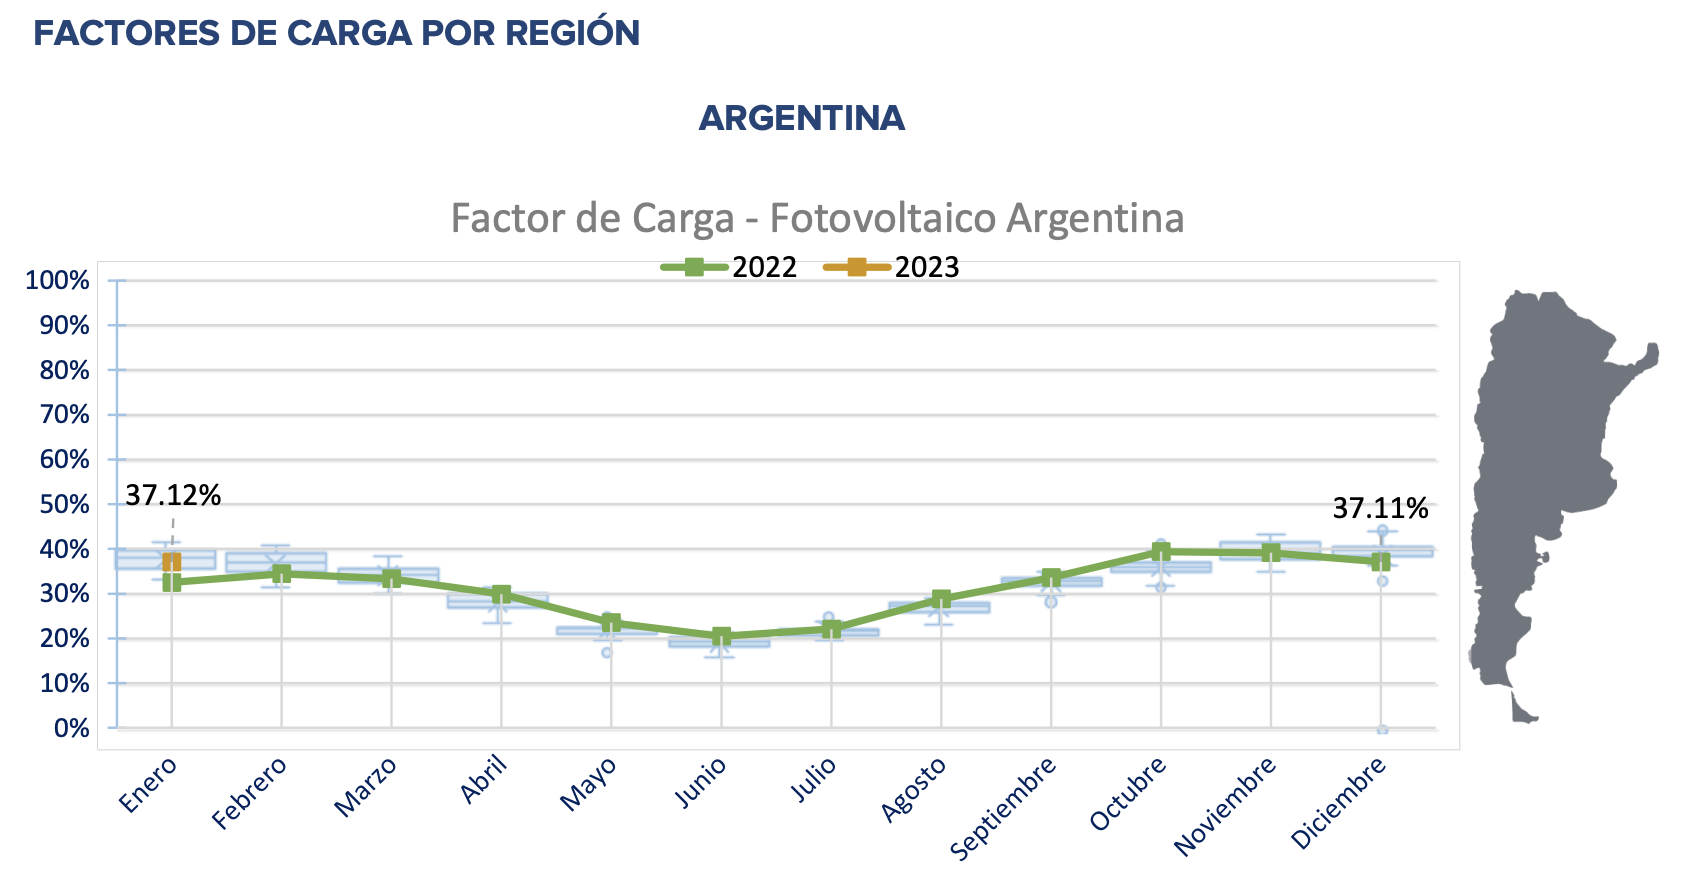 FACTORES DE CARGA POR REGIÓN
ARGENTINA
Factor de Carga - Fotovoltaico Argentina
2022 2023
100%
90%
80%
70%
60%
50%
40%
30%
20%
10%
0%
37.12%
37.11%
Enero
Febrero
Marzo
Abril
Mayo
Junio
Julio
Agosto
Septiembre
Octubre
Noviembre
Diciembre